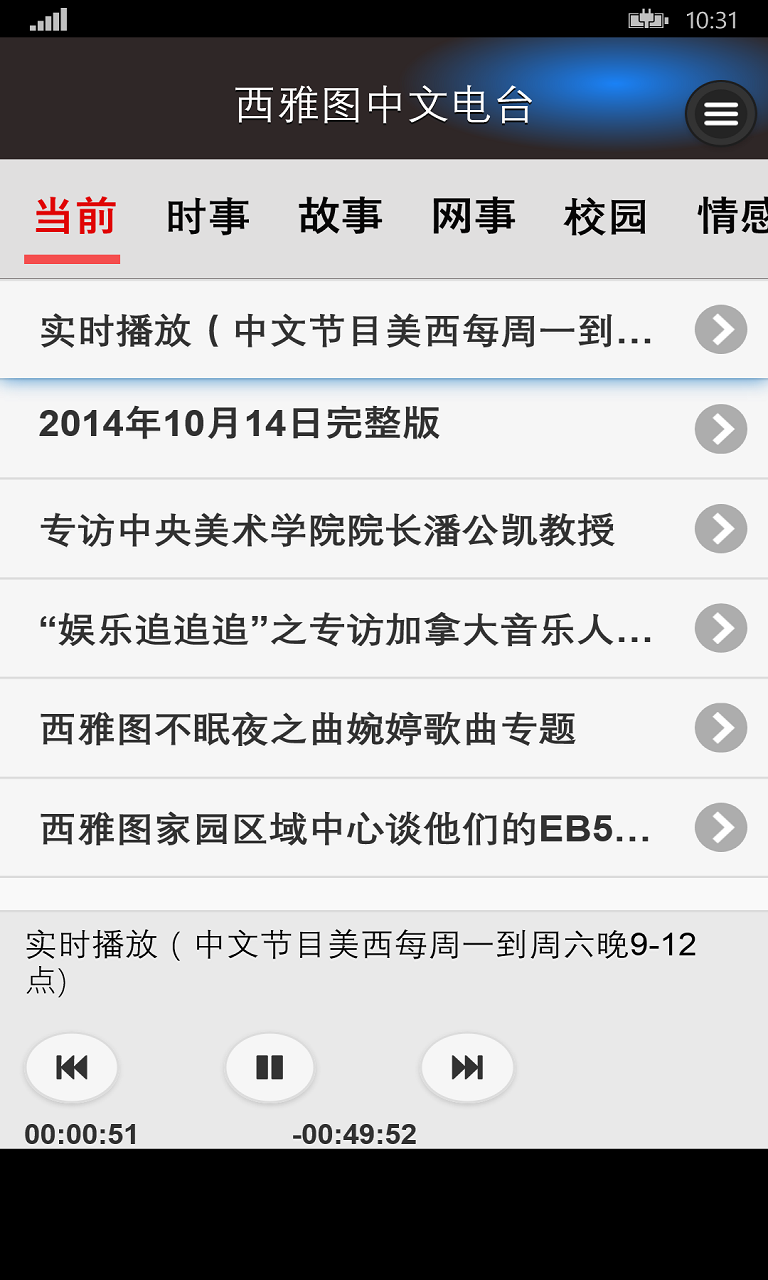 10:31
西雅图中文电台
当前 时事 故事 网事 校园 情感
实时播放（中文节目美西每周一到...
2014年10月14日完整版
专访中央美术学院院长潘公凯教授
“娱乐追追追”之专访加拿大音乐人...
西雅图不眠夜之曲婉婷歌曲专题
西雅图家园区域中心谈他们的EB5...
实时播放（中文节目美西每周一到周六晚9-12
点)
00:00:51 -00:49:52